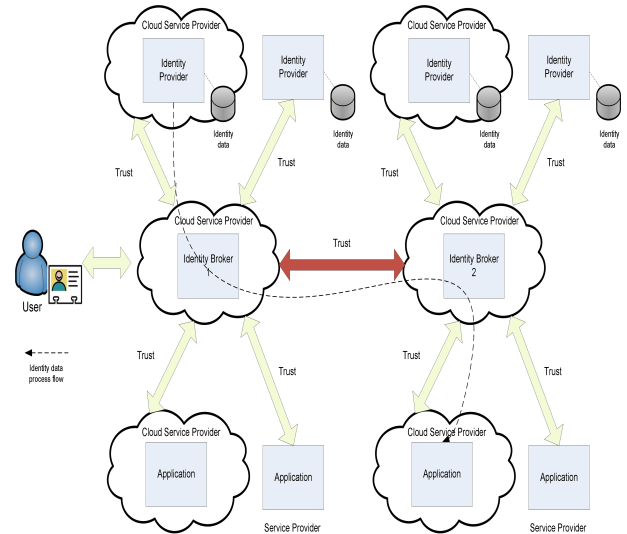 Cloud Service Provider
Identity
Provider
Identity
data
Identity
Provider
Identity
data
Cloud Service Provider
Identity
Provider
Identity
data
Identity
Provider
Identity
data
Trust
Trust
Trust
Trust
Cloud Service Provider
Identity Broker
1
Trust
Cloud Service Provider
Identity Broker
2
User
Identity data
process flow
Trust
Trust
Trust
Trust
Cloud Service Provider
Application
Application
Service Provider
Cloud Service Provider
Application
Application
Service Provider